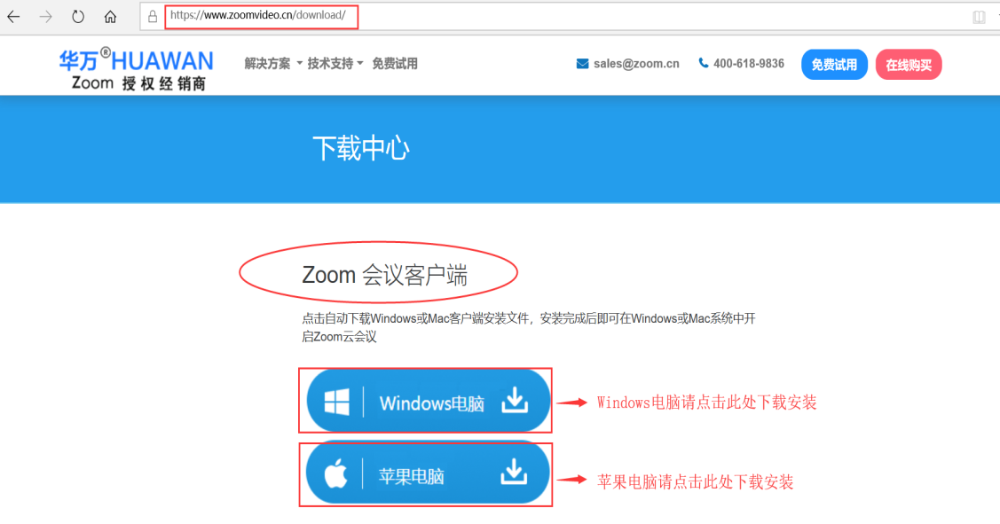 https://www.zoomvideo.cn/download/
华万®HUAWAN
Zoom 授权经销商
解决方案 技术支持 免费试用
sales@zoom.cn 400-618-9836 免费试用 在线购买
下载中心
Zoom 会议客户端
点击自动下载Windows或Mac客户端安装文件，安装完成后即可在Windows或Mac系统中开
启Zoom云会议
Windows电脑 Windows电脑请点击此处下载安装
苹果电脑 苹果电脑请点击此处下载安装